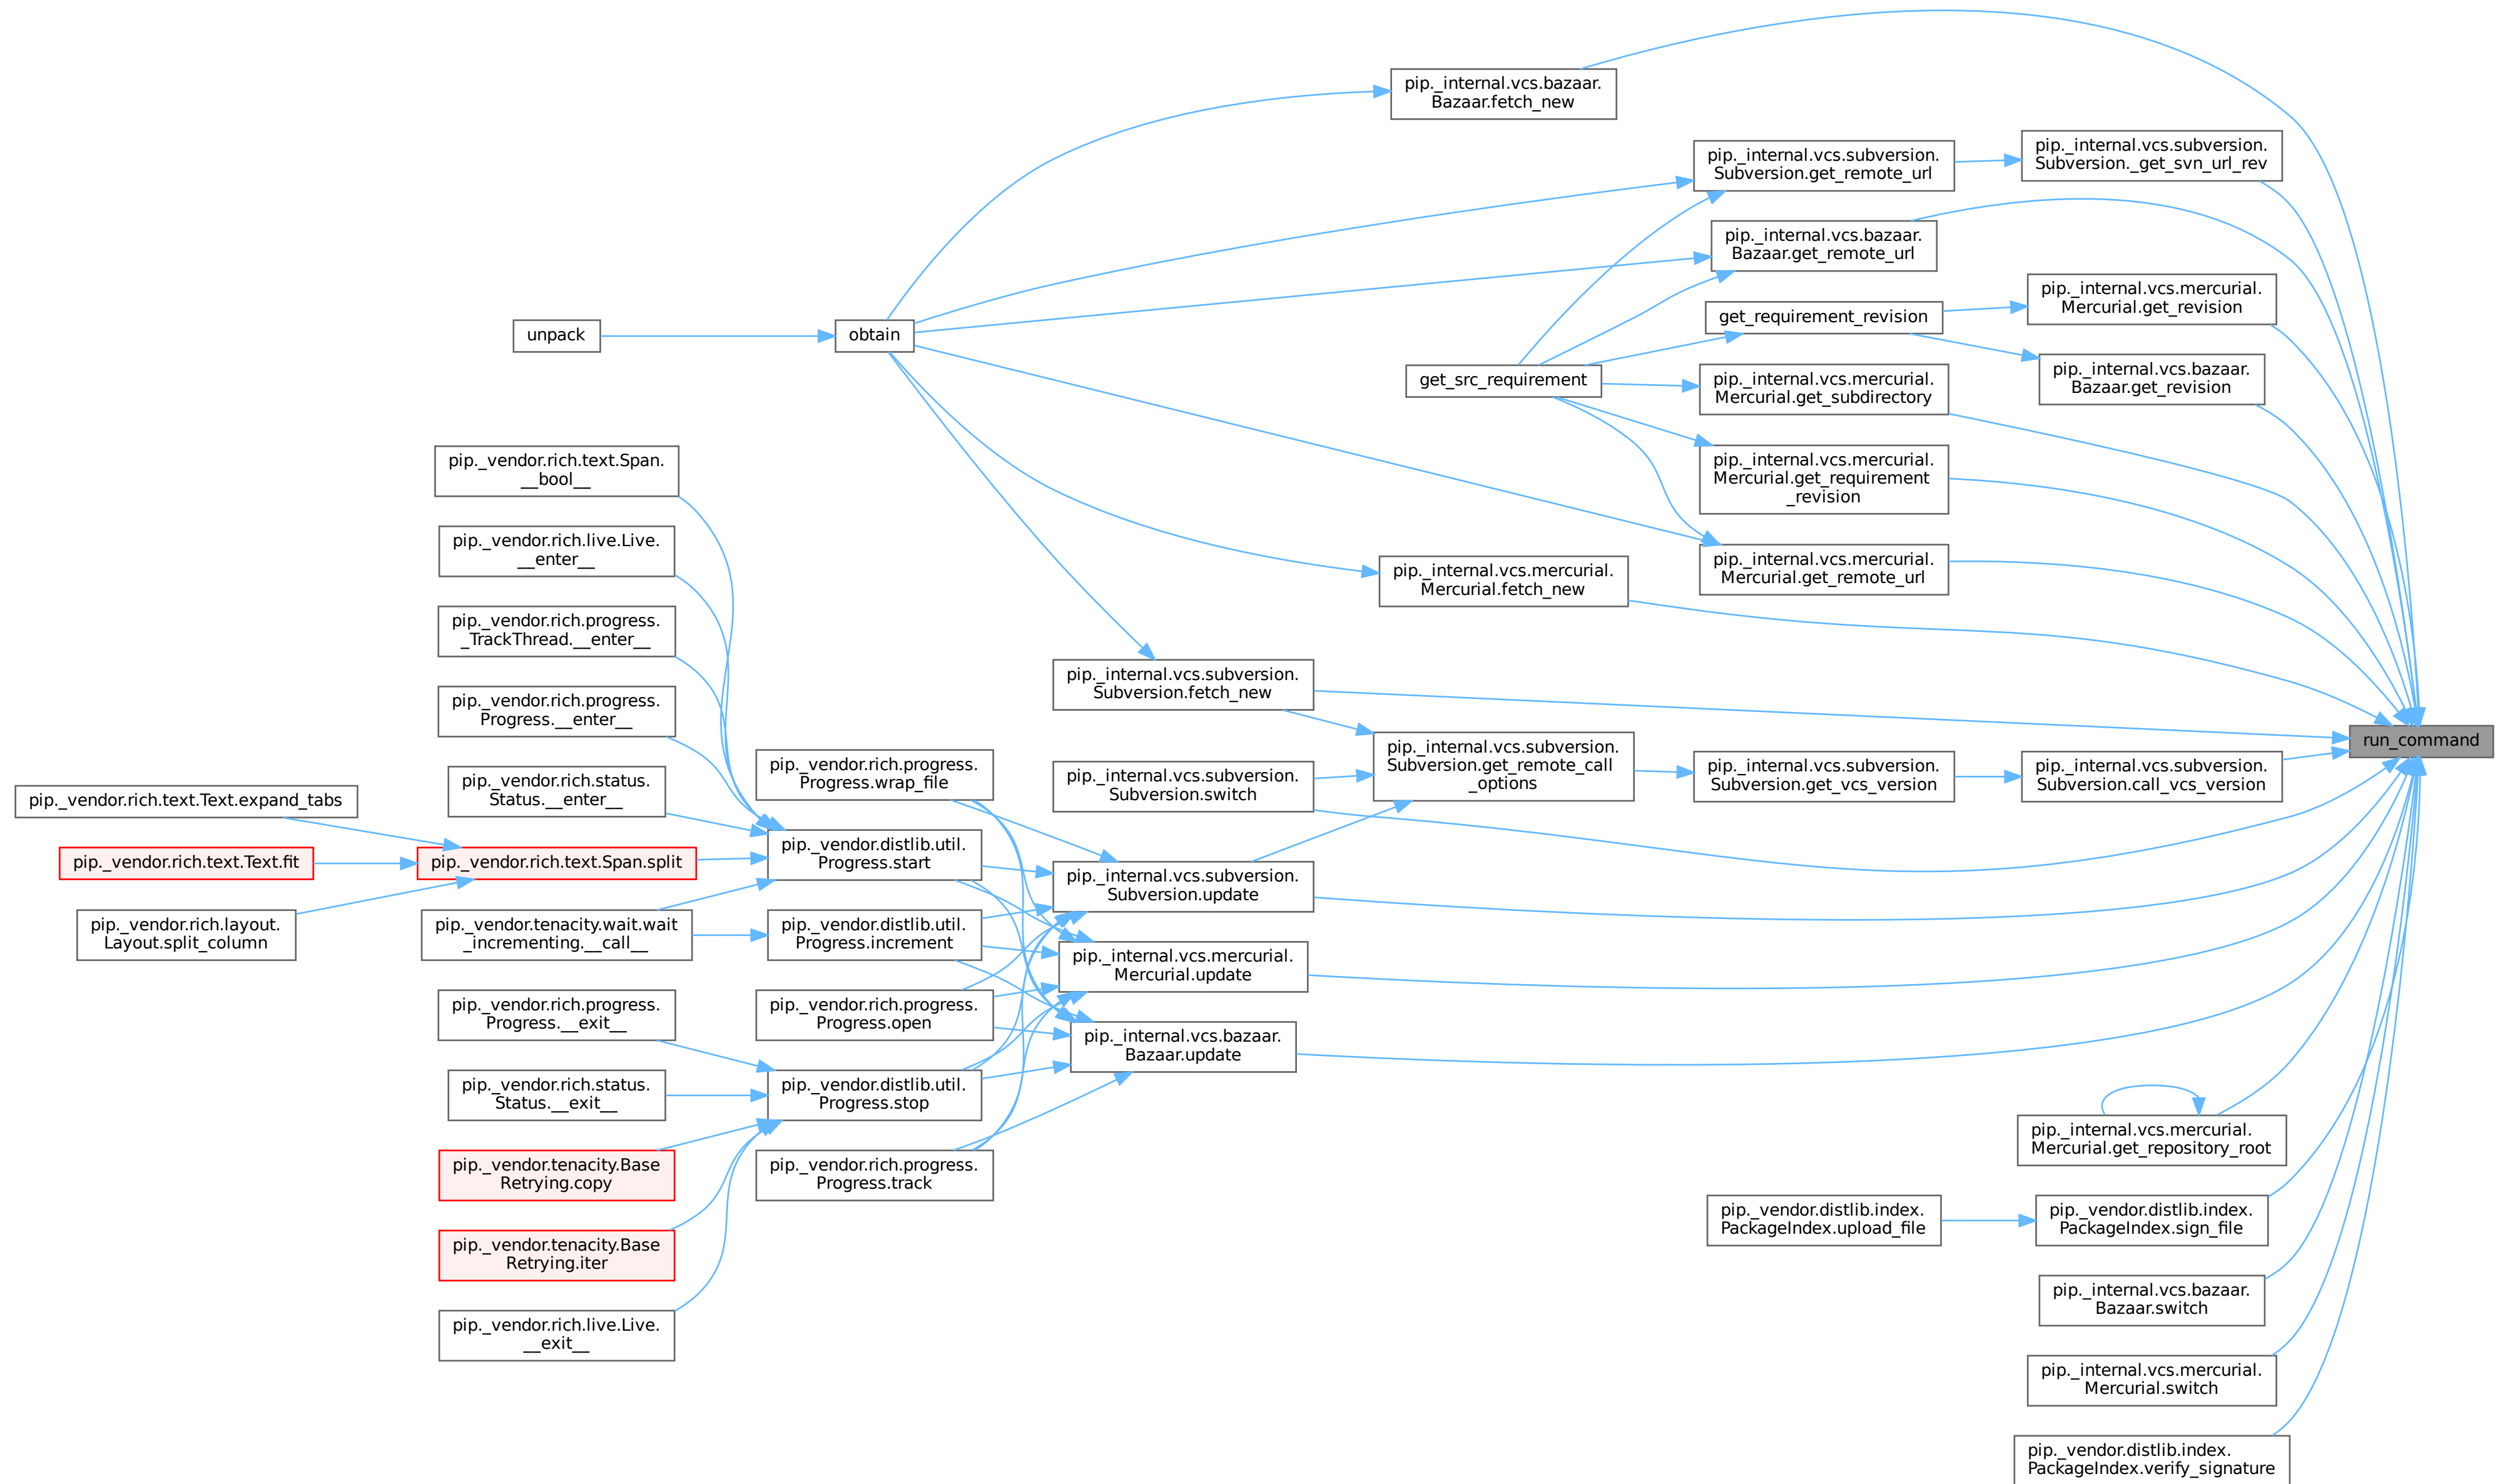 pip._internal.vcs.bazaar.
Bazaar.fetch_new
pip._internal.vcs.subversion.
Subversion._get_svn_url_rev
pip._internal.vcs.subversion.
Subversion.get_remote_url
pip._internal.vcs.bazaar.
Bazaar.get_remote_url
pip._internal.vcs.mercurial.
Mercurial.get_revision
get_requirement_revision
unpack
obtain
pip._internal.vcs.bazaar.
Bazaar.get_revision
get_src_requirement
pip._internal.vcs.mercurial.
Mercurial.get_subdirectory
pip._vendor.rich.text.Span.
__bool__
pip._internal.vcs.mercurial.
Mercurial.get_requirement
_revision
pip._vendor.rich.live.Live.
__enter__
pip._internal.vcs.mercurial.
Mercurial.get_remote_url
pip._internal.vcs.mercurial.
Mercurial.fetch_new
pip._vendor.rich.progress.
_TrackThread.__enter__
pip._internal.vcs.subversion.
Subversion.fetch_new
pip._vendor.rich.progress.
Progress.__enter__
run_command
pip._internal.vcs.subversion.
Subversion.get_remote_call
_options
pip._vendor.rich.progress.
Progress.wrap_file
pip._internal.vcs.subversion.
Subversion.switch
pip._internal.vcs.subversion.
Subversion.get_vcs_version
pip._internal.vcs.subversion.
Subversion.call_vcs_version
pip._vendor.rich.status.
Status.__enter__
pip._vendor.rich.text.Text.expand_tabs
pip._vendor.distlib.util.
Progress.start
pip._vendor.rich.text.Text.fit
pip._vendor.rich.text.Span.split
pip._internal.vcs.subversion.
Subversion.update
pip._vendor.rich.layout.
Layout.split_column
pip._vendor.tenacity.wait.wait
_incrementing.__call__
pip._vendor.distlib.util.
Progress.increment
pip._internal.vcs.mercurial.
Mercurial.update
pip._vendor.rich.progress.
Progress.__exit__
pip._vendor.rich.progress.
Progress.open
pip._internal.vcs.bazaar.
Bazaar.update
pip._vendor.rich.status.
Status.__exit__
pip._vendor.distlib.util.
Progress.stop
pip._internal.vcs.mercurial.
Mercurial.get_repository_root
pip._vendor.tenacity.Base
Retrying.copy
pip._vendor.rich.progress.
Progress.track
pip._vendor.distlib.index.
PackageIndex.upload_file
pip._vendor.distlib.index.
PackageIndex.sign_file
pip._vendor.tenacity.Base
Retrying.iter
pip._internal.vcs.bazaar.
Bazaar.switch
pip._vendor.rich.live.Live.
__exit__
pip._internal.vcs.mercurial.
Mercurial.switch
pip._vendor.distlib.index.
PackageIndex.verify_signature